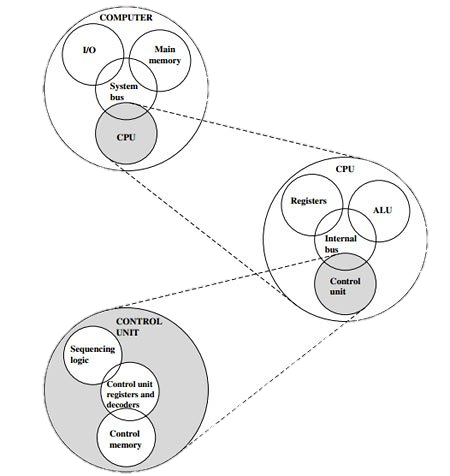 COMPUTER
I/O
Main
memory
System
bus
CPU
CPU
Registers
ALU
Internal
bus
Control
unit
CONTROL
UNIT
Sequencing
logic
Control unit
registers and
decoders
Control
memory